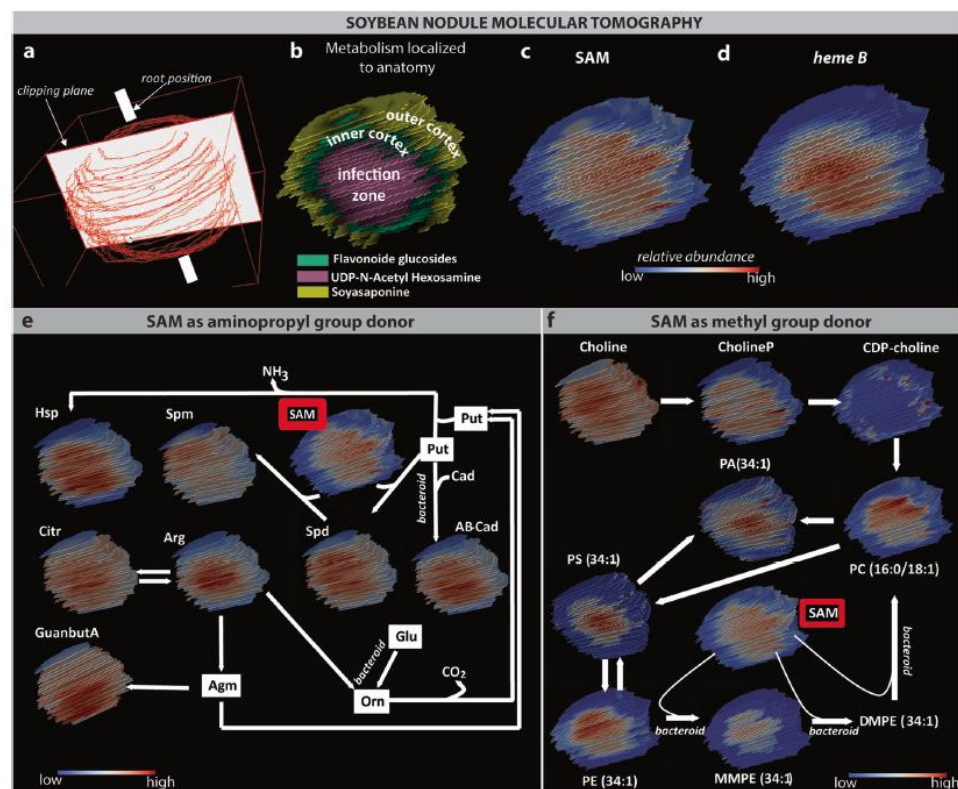 SOYBEAN NODULE MOLECULAR TOMOGRAPHY
a
root position
clipping plane
b
Metabolism localized
to anatomy
outer cortex
inner cortex
infection
zone
Flavonoide glucosides
UDP-N-Acetyl Hexosamine
Soyasaponine
c
SAM
d
heme B
relative abundance
low
high
e
SAM as aminopropyl group donor
NH3
Hsp
Spm
SAM
Put
Put
Cad
bacteroid
Citr
Arg
Spd
AB-Cad
GuanbutA
Agm
bacteroid
Glu
Orn
CO2
low
high
f
SAM as methyl group donor
Choline
CholineP
CDP-choline
PA(34:1)
PS (34:1)
PC (16:0/18:1)
SAM
bacteroid
bacteroid
bacteroid
DMPE (34:1)
PE (34:1)
MMPE (34:1)
low
high